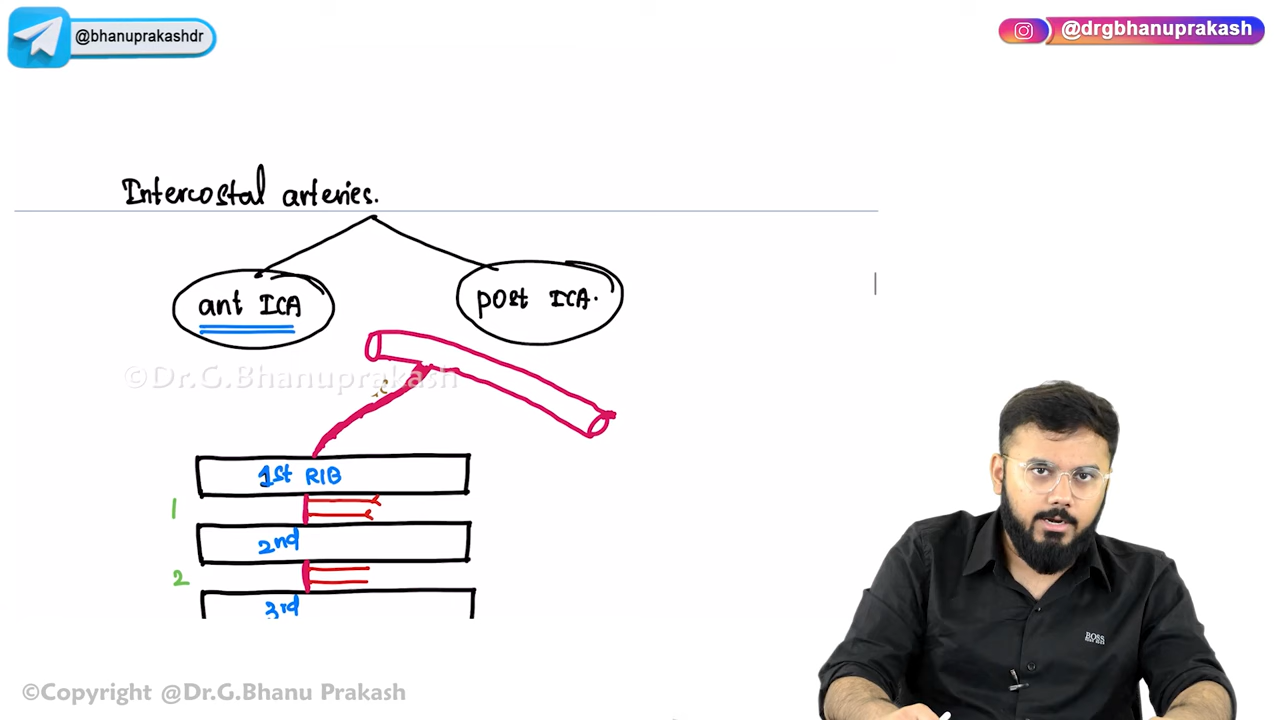 @bhanuprakashdr
@drgbhanuprakash
Intercostal arteries.
ant ICA
post ICA.
©Dr.G.Bhanuprakash
1st RIB
1
2nd
2
3rd
BOSS
©Copyright @Dr.G.Bhanu Prakash